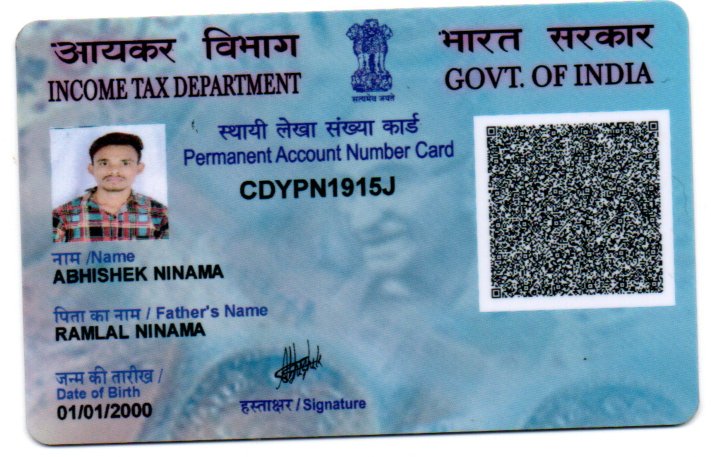 आयकर विभाग
INCOME TAX DEPARTMENT
सत्यमेव जयते
भारत सरकार
GOVT. OF INDIA
स्थायी लेखा संख्या कार्ड
Permanent Account Number Card
CDYPN1915J
नाम /Name
ABHISHEK NINAMA
पिता का नाम / Father's Name
RAMLAL NINAMA
जन्म की तारीख /
Date of Birth
01/01/2000
Abhishek
हस्ताक्षर / Signature